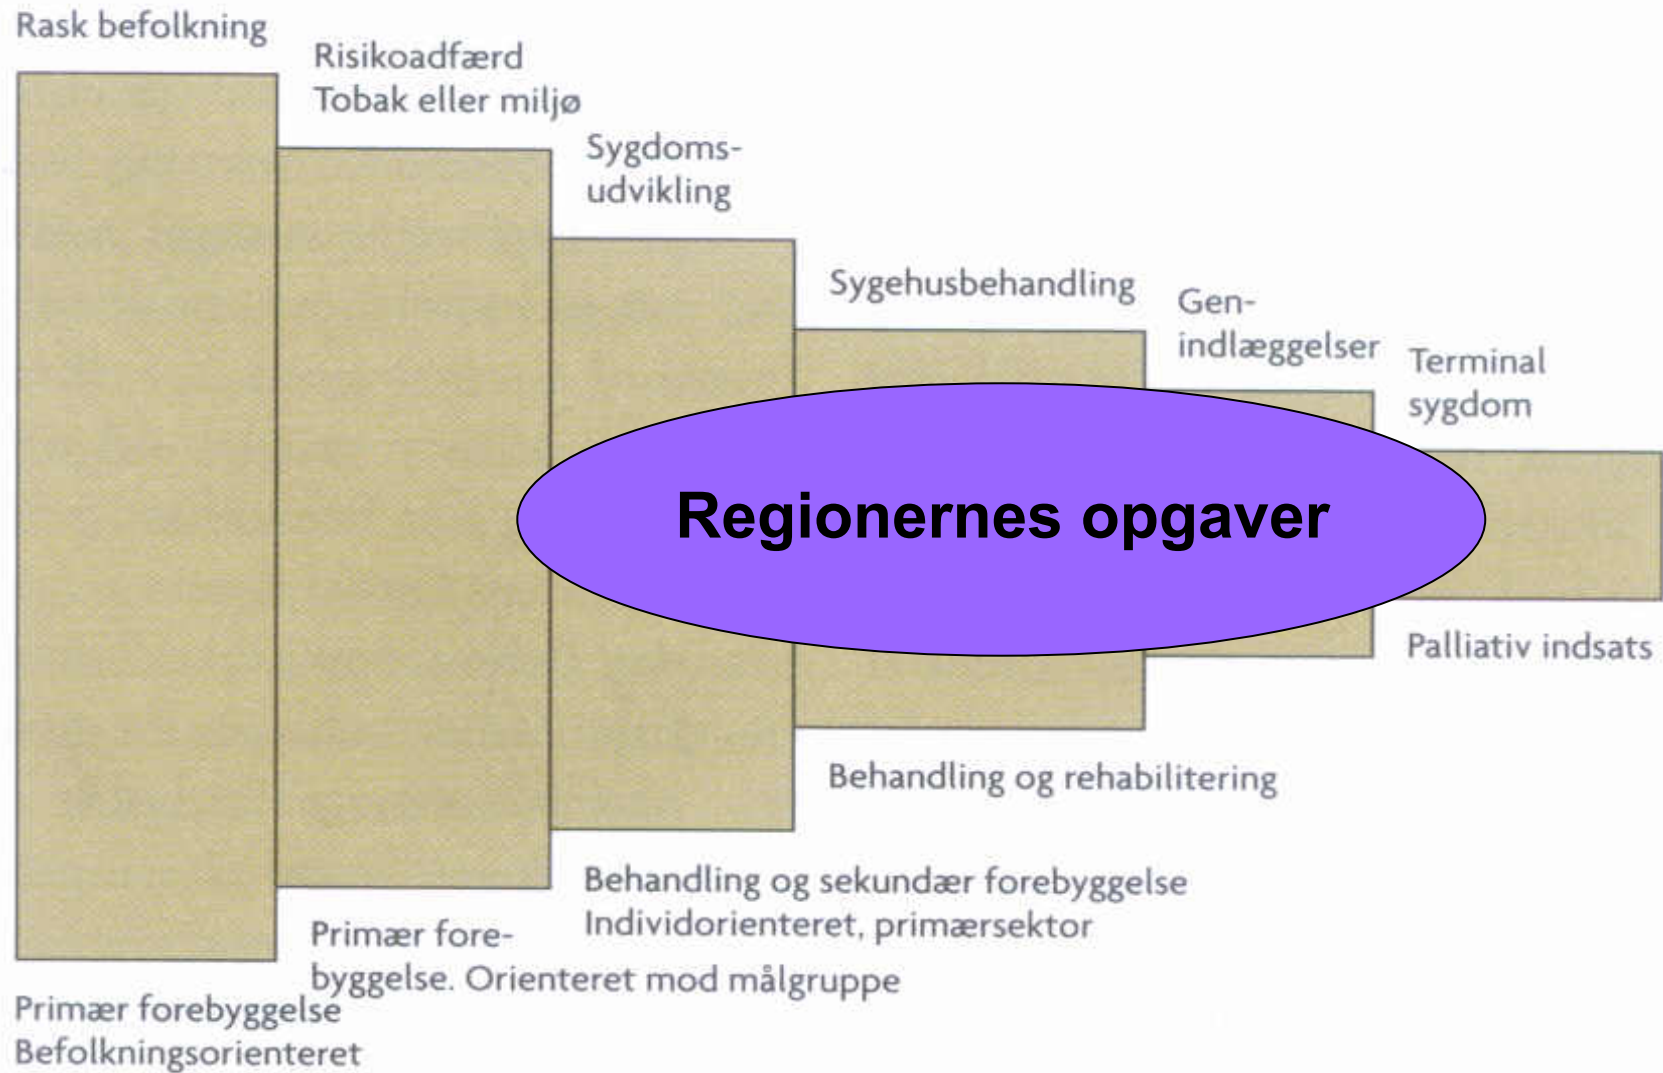 Rask befolkning
Risikoadfærd
Tobak eller miljø
Sygdoms-
udvikling
Sygehusbehandling
Gen-
indlæggelser
Terminal
sygdom
Regionernes opgaver
Palliativ indsats
Behandling og rehabilitering
Behandling og sekundær forebyggelse
Individorienteret, primærsektor
Primær fore-
byggelse. Orienteret mod målgruppe
Primær forebyggelse
Befolkningsorienteret